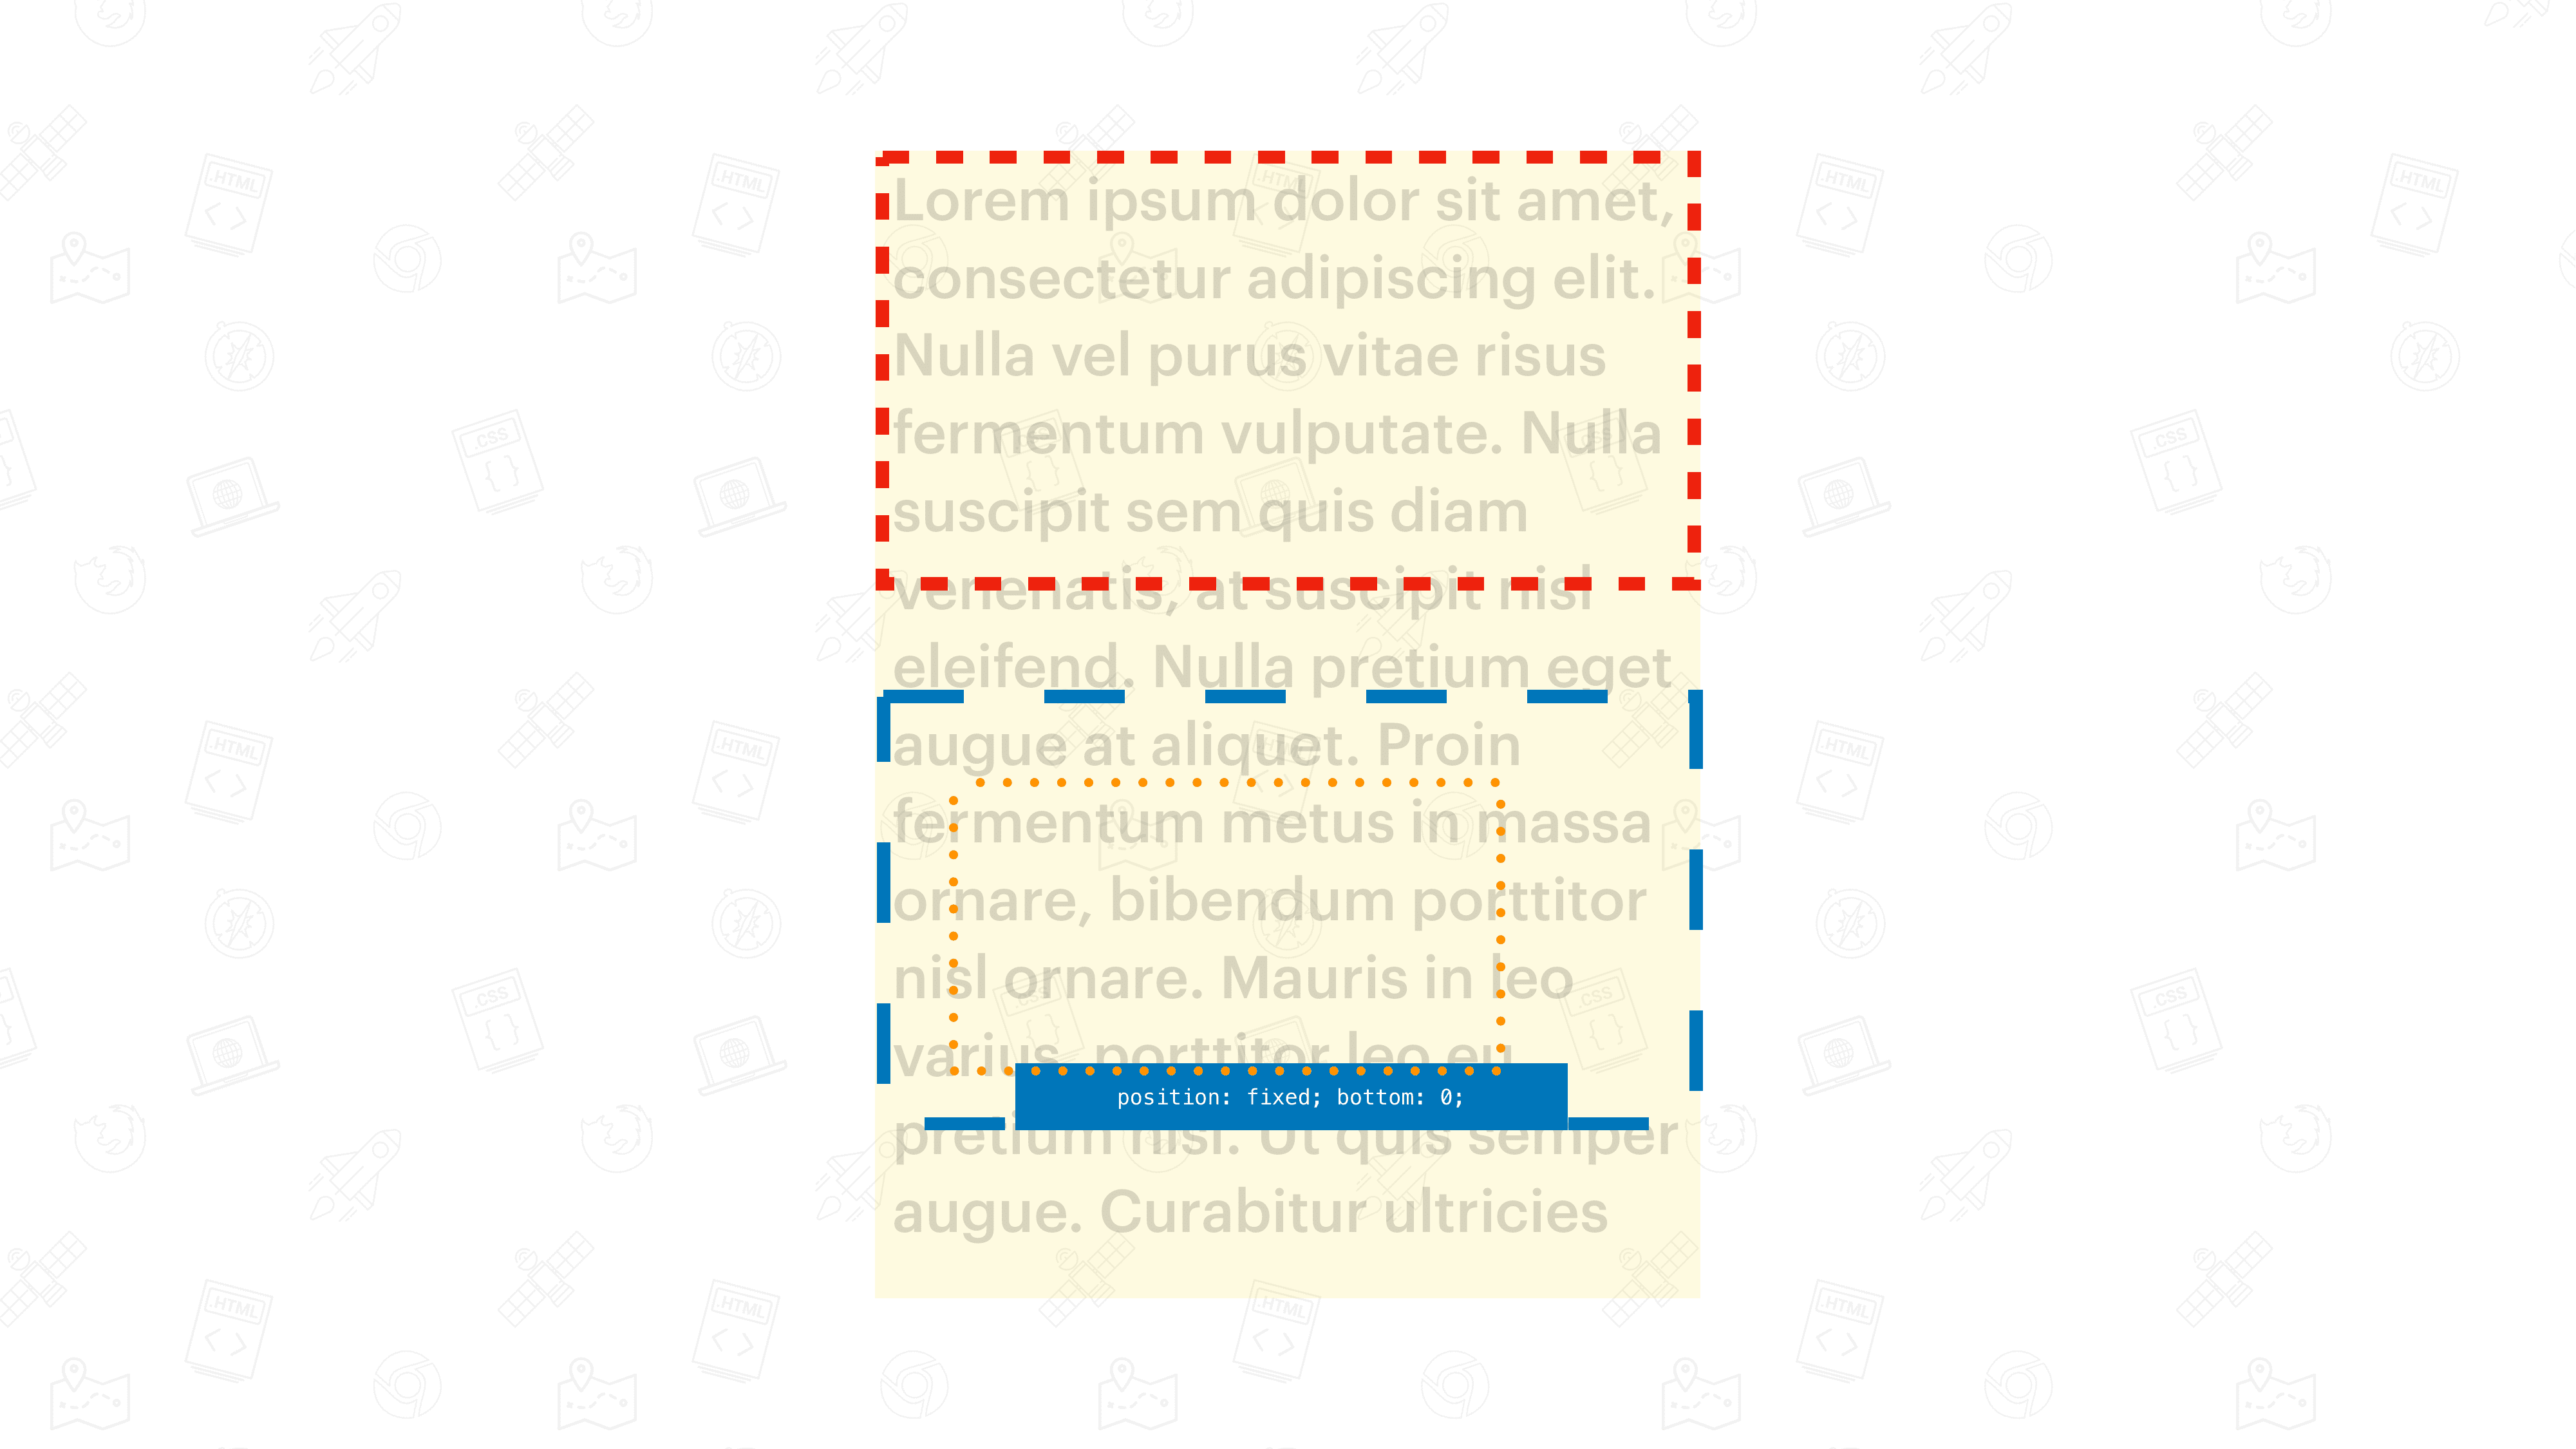 Lorem ipsum dolor sit amet,
consectetur adipiscing elit.
Nulla vel purus vitae risus
fermentum vulputate. Nulla
suscipit sem quis diam
venenatis, at suscipit nisl
eleifend. Nulla pretium eget
augue at aliquet. Proin
fermentum metus in massa
ornare, bibendum porttitor
nisl ornare. Mauris in leo
varius, porttitor leo eu
position: fixed; bottom: 0;
pretium nisi. Ut quis semper
augue. Curabitur ultricies